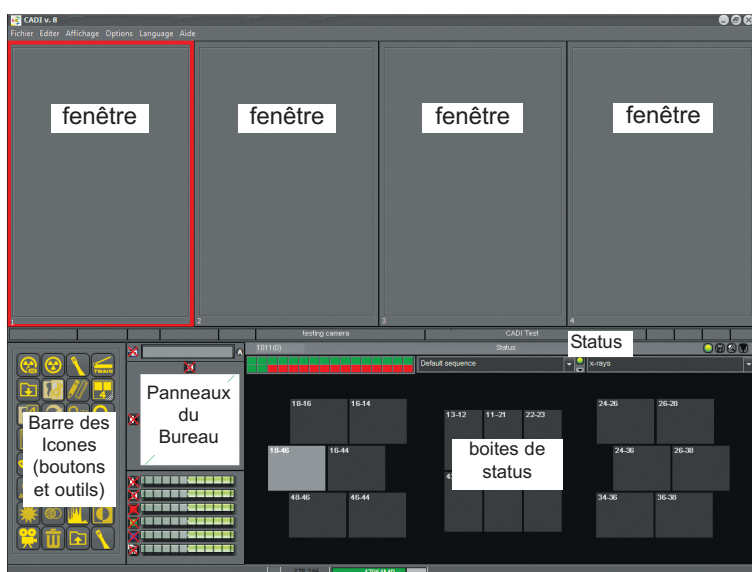 CADI v. 8
Fichier Editer Affichage Options Language Aide
fenêtre fenêtre fenêtre fenêtre
1 2 3 4
testing camera CADI Test
Status
1011(0) Status
A
TWAIN
Default sequence x-rays
4
Panneaux
du
Bureau
Barre des
Icones
(boutons
et outils)
18-16 16-14
13-12 11-21 22-23
24-26 26-28
18-46 16-44
24-36 26-38
boites de
status
48-46 46-44
34-36 36-38
47064MB